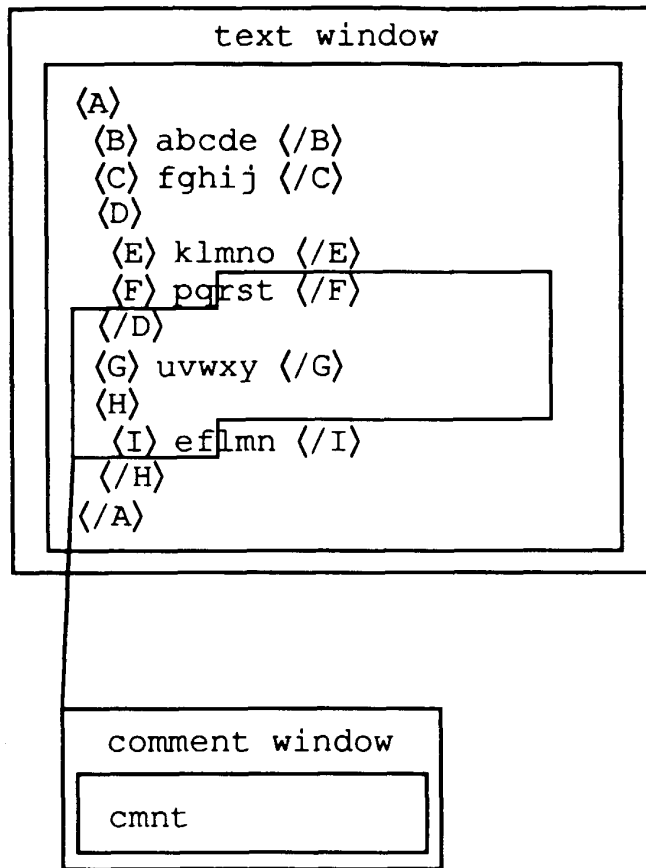 text window
⟨A⟩
⟨B⟩ abcde ⟨/B⟩
⟨C⟩ fghij ⟨/C⟩
⟨D⟩
⟨E⟩ klmno ⟨/E⟩
⟨F⟩ pqrst ⟨/F⟩
⟨/D⟩
⟨G⟩ uvwxy ⟨/G⟩
⟨H⟩
⟨I⟩ eflmn ⟨/I⟩
⟨/H⟩
⟨/A⟩
comment window
cmnt